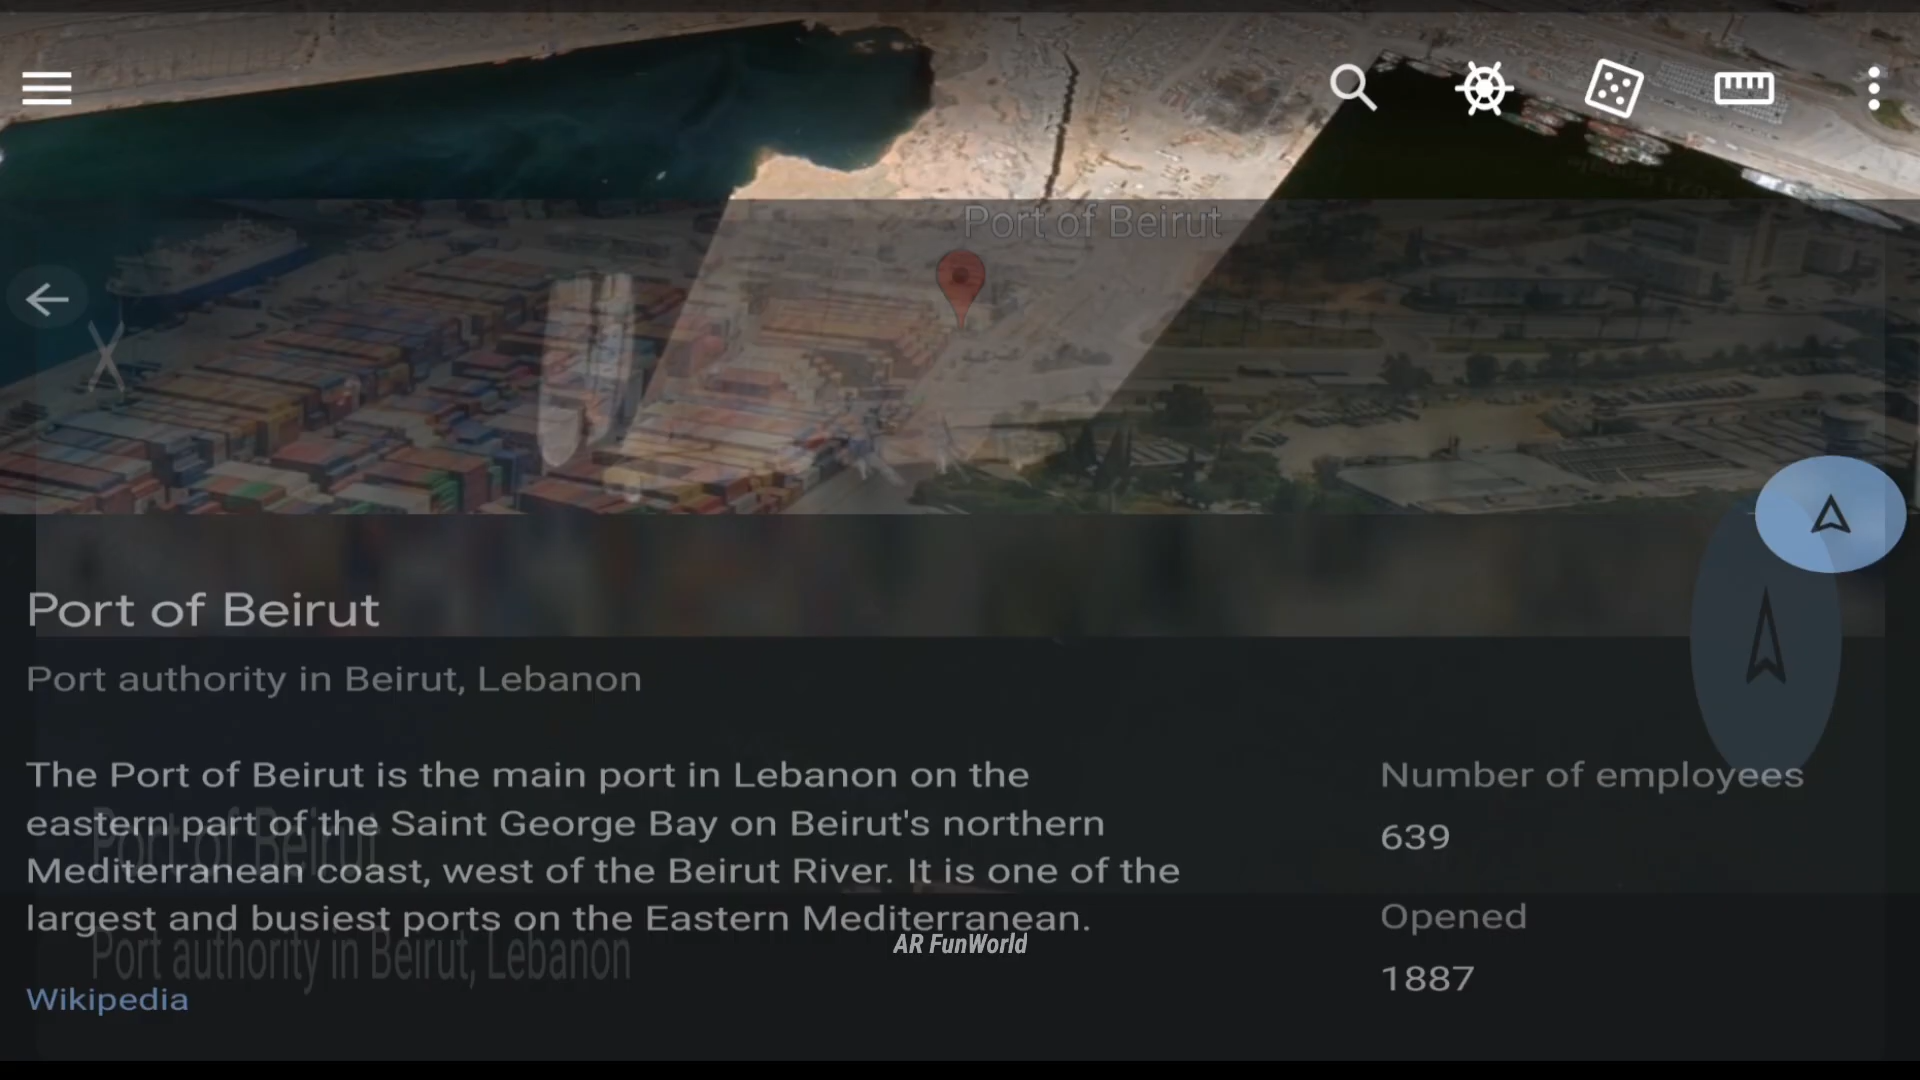 Port of Beirut
Port of Beirut
Port authority in Beirut, Lebanon
The Port of Beirut is the main port in Lebanon on the
eastern part of the Saint George Bay on Beirut's northern
Mediterranean coast, west of the Beirut River. It is one of the
largest and busiest ports on the Eastern Mediterranean.
Wikipedia
Number of employees
639
Opened
1887
Port of Beirut
Port authority in Beirut, Lebanon
AR FunWorld